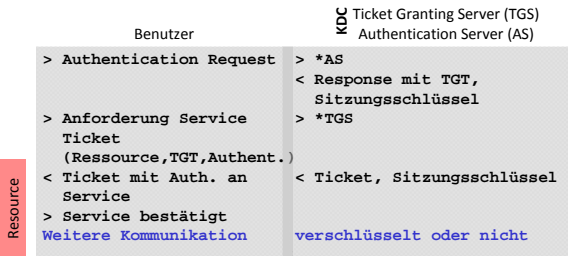 KDC
Ticket Granting Server (TGS)
Benutzer
Authentication Server (AS)
> Authentication Request
> *AS
< Response mit TGT,
Sitzungsschlüssel
> Anforderung Service
Ticket
(Ressource,TGT,Authent.)
> *TGS
< Ticket mit Auth. an
Service
< Ticket, Sitzungsschlüssel
> Service bestätigt
Weitere Kommunikation
verschlüsselt oder nicht
Resource